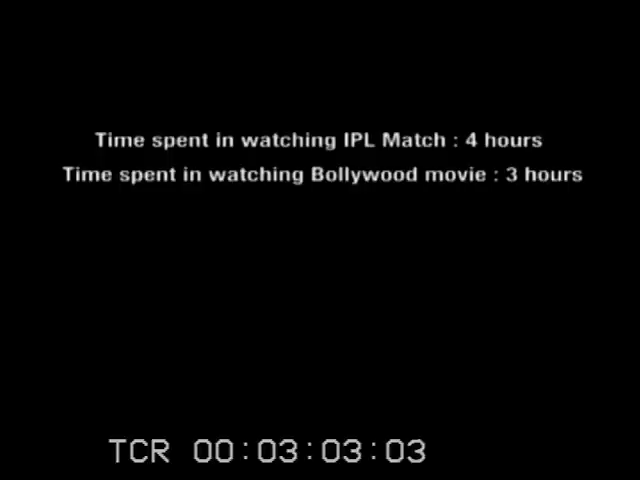 Time spent in watching IPL Match : 4 hours
Time spent in watching Bollywood movie : 3 hours
TCR 00:03:03:03